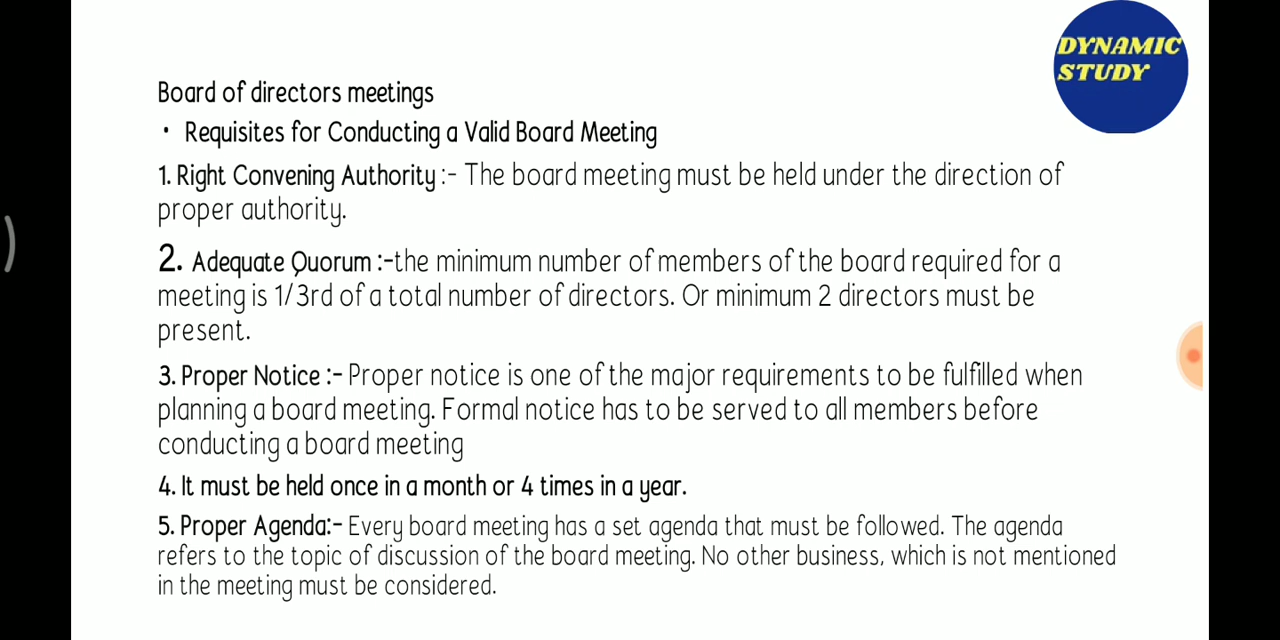 DYNAMIC
STUDY
Board of directors meetings
• Requisites for Conducting a Valid Board Meeting
1. Right Convening Authority :- The board meeting must be held under the direction of
proper authority.
2. Adequate Quorum :-the minimum number of members of the board required for a
meeting is 1/3rd of a total number of directors. Or minimum 2 directors must be
present.
3. Proper Notice :- Proper notice is one of the major requirements to be fulfilled when
planning a board meeting. Formal notice has to be served to all members before
conducting a board meeting
4. It must be held once in a month or 4 times in a year.
5. Proper Agenda:- Every board meeting has a set agenda that must be followed. The agenda
refers to the topic of discussion of the board meeting. No other business, which is not mentioned
in the meeting must be considered.